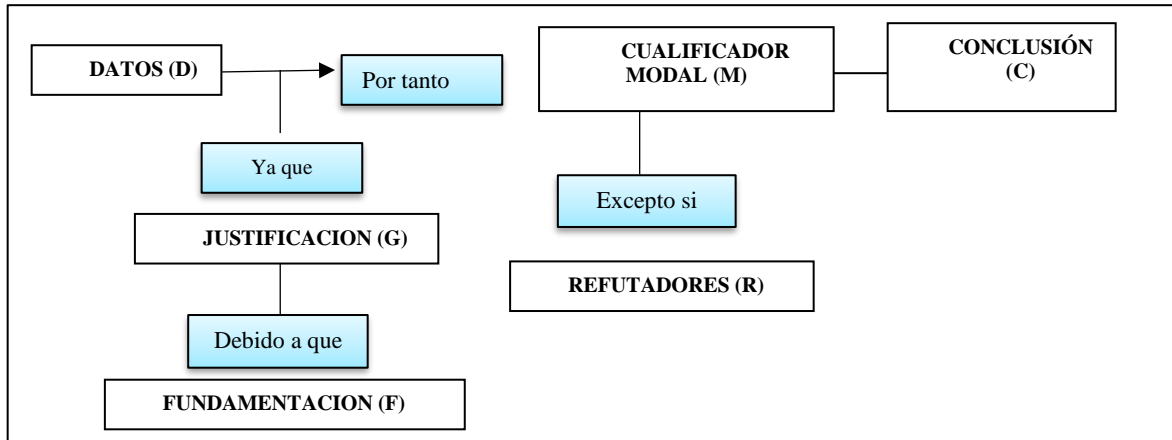 DATOS (D)
Por tanto
CUALIFICADOR
MODAL (M)
CONCLUSIÓN
(C)
Ya que
Excepto si
JUSTIFICACION (G)
REFUTADORES (R)
Debido a que
FUNDAMENTACION (F)